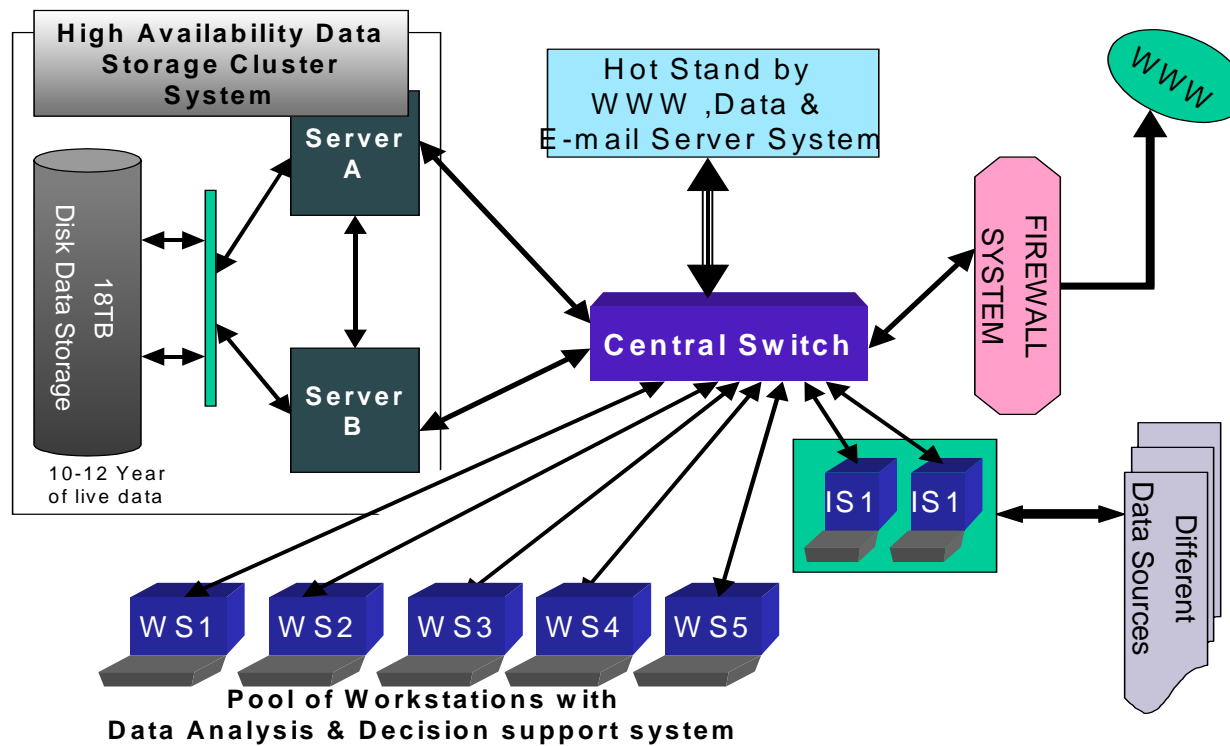 High Availability Data
Storage Cluster
System
Server
A
18TB
Disk Data Storage
Server
B
10-12 Year
of live data
Hot Stand by
WWW ,Data &
E-mail Server System
WWW
FIREWALL
SYSTEM
Central Switch
IS1
IS1
Different
Data Sources
WS1
WS2
WS3
WS4
WS5
Pool of Workstations with
Data Analysis & Decision support system